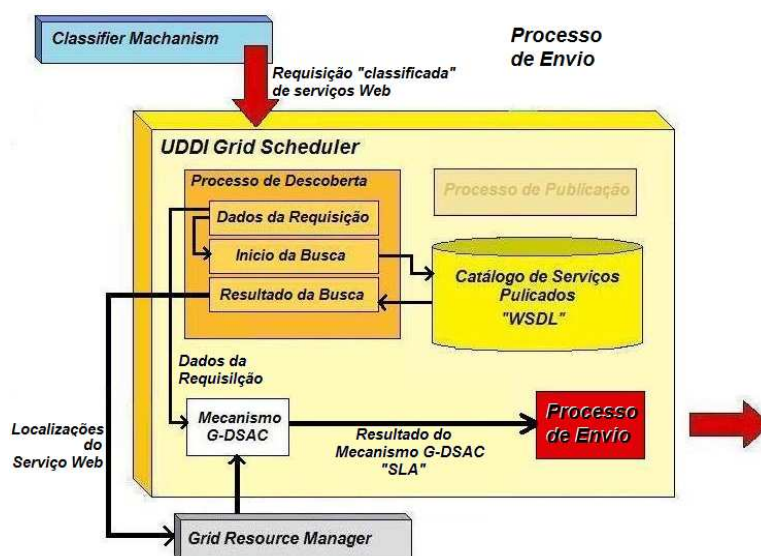 Classifier Machanism
Processo
de Envio
Requisição "classificada"
de serviços Web
UDDI Grid Scheduler
Processo de Descoberta
Processo de Publicação
Dados da Requisição
Inicio da Busca
Resultado da Busca
Catálogo de Serviços
Pulicados
"WSDL"
Dados da
Requisilção
Localizações
do
Serviço Web
Mecanismo
G-DSAC
Resultado do
Mecanismo G-DSAC
"SLA"
Processo
de Envio
Grid Resource Manager